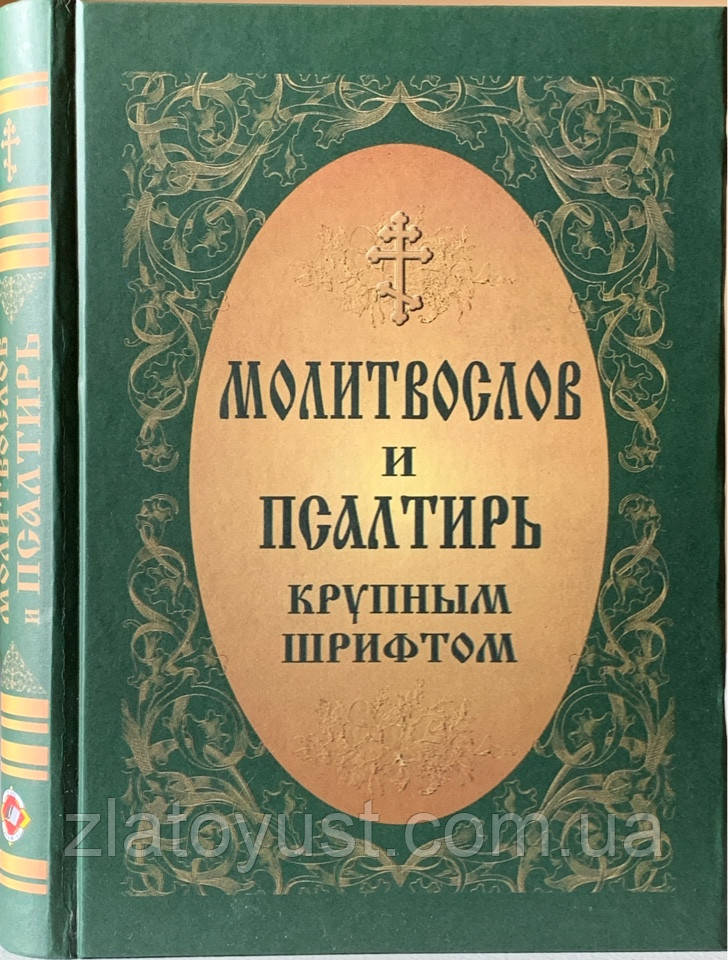 МОЛИТВОСЛОВ
и ПСАЛТИРЬ
МОЛИТВОСЛОВ
И
ПСАЛТИРЬ
КРУПНЫМ
ШРИФТОМ
zlatoyust.com.ua